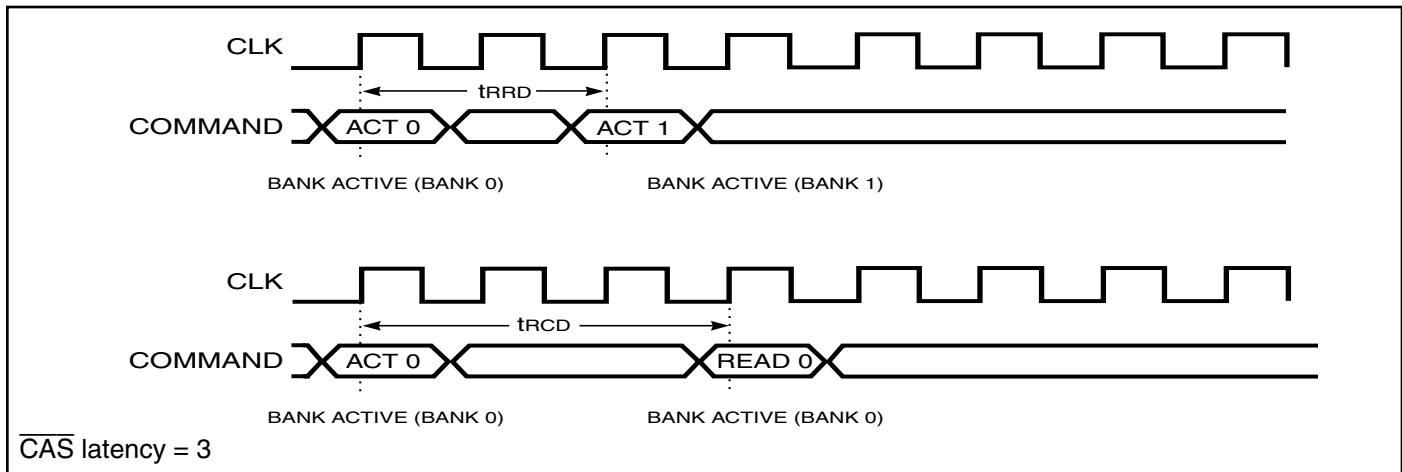 CLK
tRRD
COMMAND ACT 0 ACT 1
BANK ACTIVE (BANK 0) BANK ACTIVE (BANK 1)
CLK
tRCD
COMMAND ACT 0 READ 0
BANK ACTIVE (BANK 0) BANK ACTIVE (BANK 0)
C̅A̅S̅ latency = 3